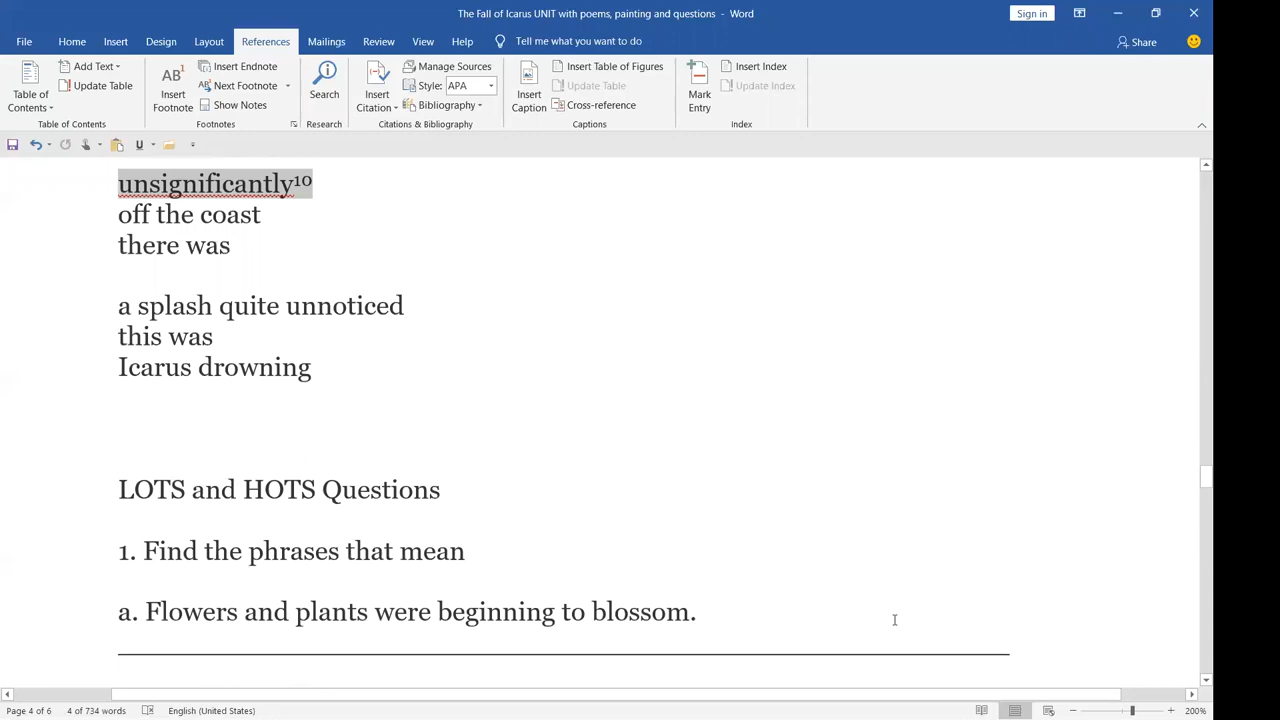 The Fall of Icarus UNIT with poems, painting and questions - Word
Sign in
File Home Insert Design Layout References Mailings Review View Help Tell me what you want to do Share
Table of Contents
Add Text
Update Table
Table of Contents
AB1
Insert Footnote
Insert Endnote
Next Footnote
Show Notes
Footnotes
Search
Research
Insert Citation
Manage Sources
Style: APA
Bibliography
Citations & Bibliography
Insert Caption
Insert Table of Figures
Update Table
Cross-reference
Captions
Mark Entry
Insert Index
Update Index
Index
unsignificantly10
off the coast
there was
a splash quite unnoticed
this was
Icarus drowning
LOTS and HOTS Questions
1. Find the phrases that mean
a. Flowers and plants were beginning to blossom.
Page 4 of 6 4 of 734 words English (United States) 200%